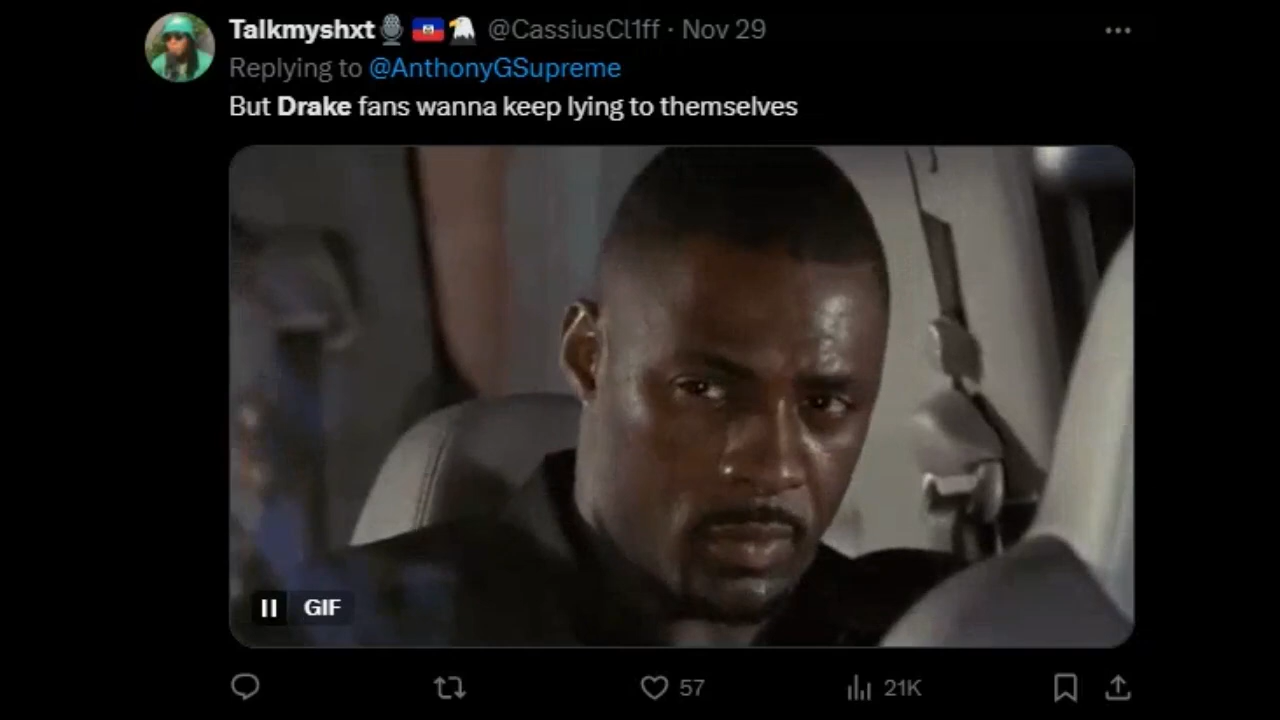 Talkmyshxt🎙️🇭🇹🦅 @CassiusCl1ff · Nov 29
Replying to @AnthonyGSupreme
But Drake fans wanna keep lying to themselves
GIF
57 21K